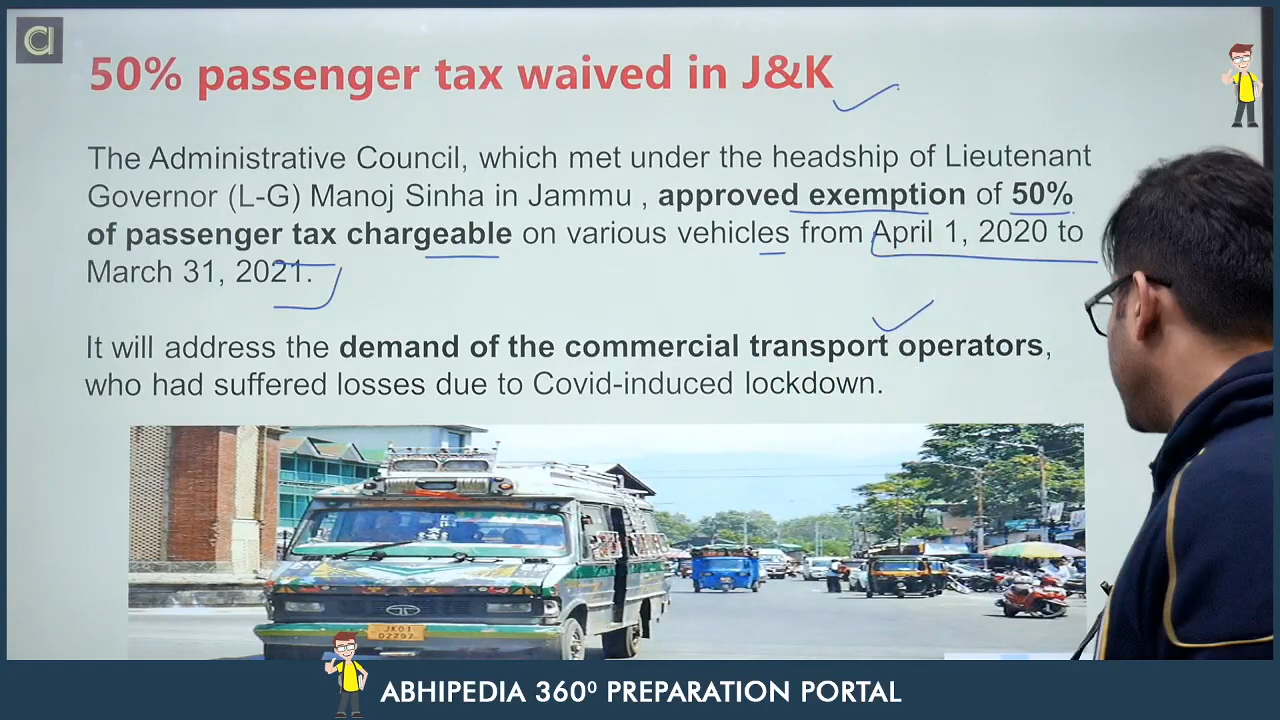 50% passenger tax waived in J&K
The Administrative Council, which met under the headship of Lieutenant
Governor (L-G) Manoj Sinha in Jammu , approved exemption of 50%
of passenger tax chargeable on various vehicles from April 1, 2020 to
March 31, 2021.
It will address the demand of the commercial transport operators,
who had suffered losses due to Covid-induced lockdown.
TATA
JK01
0279Z
ABHIPEDIA 360⁰ PREPARATION PORTAL